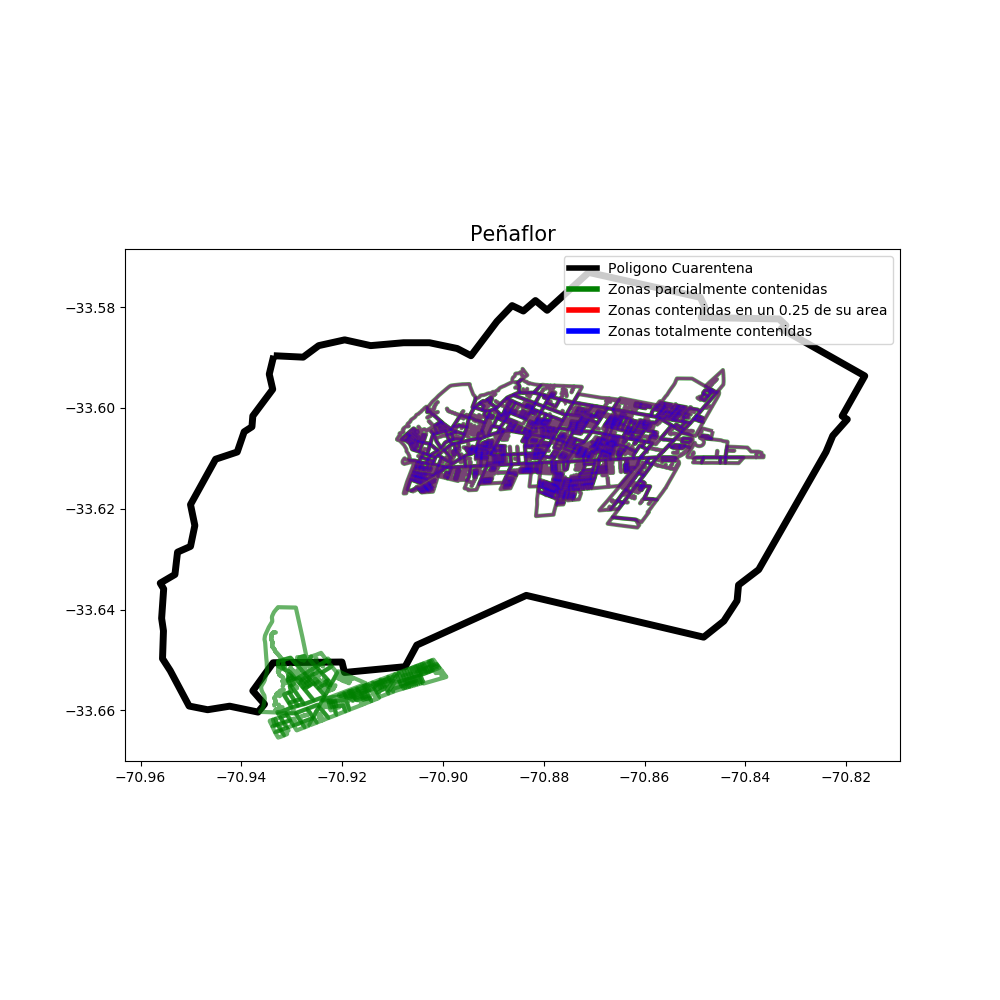 Peñaflor
Poligono Cuarentena
Zonas parcialmente contenidas
Zonas contenidas en un 0.25 de su area
Zonas totalmente contenidas
−33.58
−33.60
−33.62
−33.64
−33.66
−70.96 −70.94 −70.92 −70.90 −70.88 −70.86 −70.84 −70.82